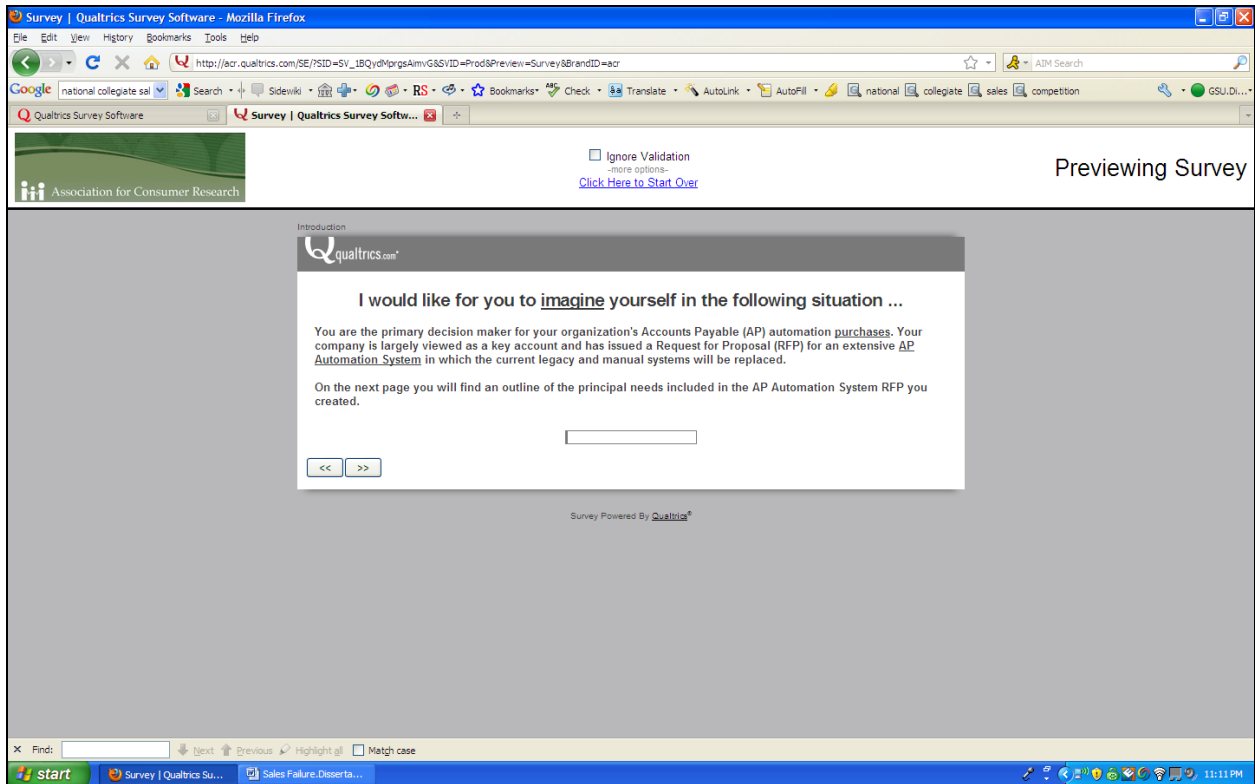 Survey | Qualtrics Survey Software - Mozilla Firefox
File Edit View History Bookmarks Tools Help
http://acr.qualtrics.com/SE/?SID=SV_1BQydMprgsAimvG&SVID=Prod&Preview=Survey&BrandID=acr AIM Search
Google national collegiate sal Search Sidewiki RS Bookmarks ABC Check Translate AutoLink AutoFill national collegiate sales competition GSU.Di...
Qualtrics Survey Software Survey | Qualtrics Survey Softw...
Association for Consumer Research
Ignore Validation
-more options-
Click Here to Start Over
Previewing Survey
Introduction
qualtrics.com
I would like for you to imagine yourself in the following situation ...
You are the primary decision maker for your organization's Accounts Payable (AP) automation purchases. Your
company is largely viewed as a key account and has issued a Request for Proposal (RFP) for an extensive AP
Automation System in which the current legacy and manual systems will be replaced.
On the next page you will find an outline of the principal needs included in the AP Automation System RFP you
created.
<< >>
Survey Powered By Qualtrics®
× Find: Next Previous Highlight all Match case
start Survey | Qualtrics Su... Sales Failure.Disserta... 11:11 PM